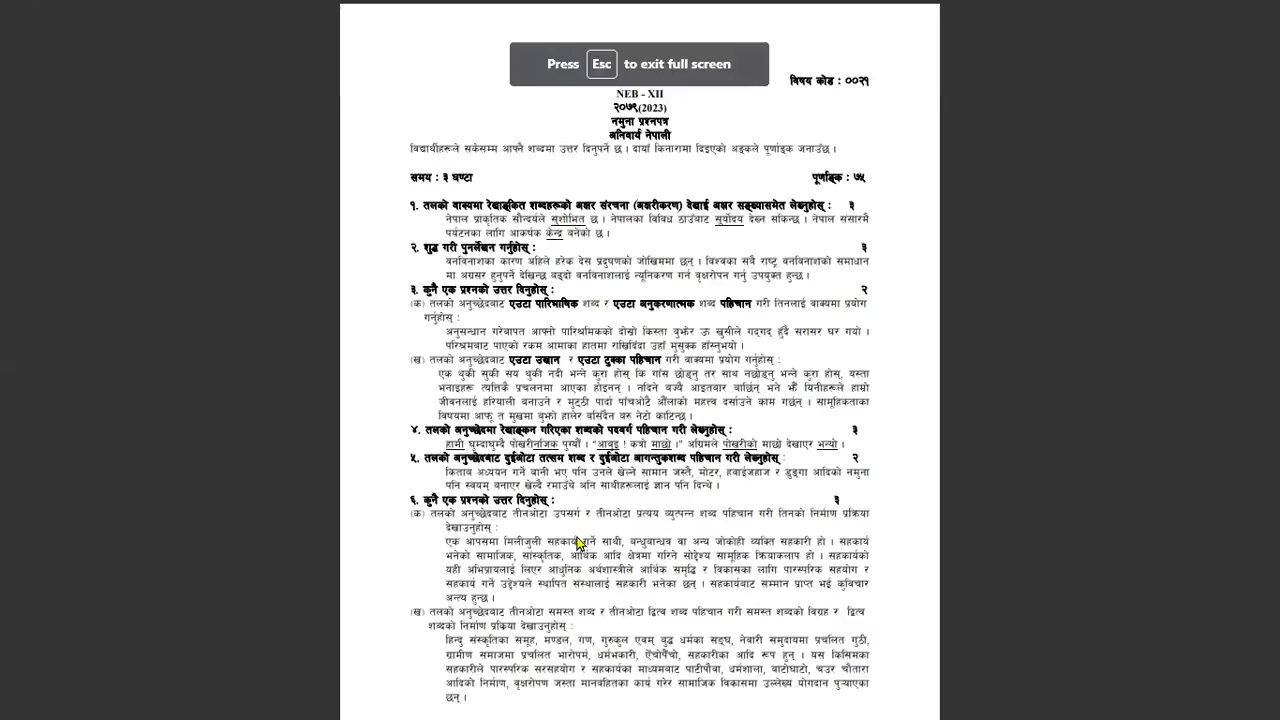 Press Esc to exit full screen
विषय कोड : ००२१
NEB - XII
२०७९(2023)
नमुना प्रश्नपत्र
अनिवार्य नेपाली
विद्यार्थीहरूले सकेसम्म आफ्नै शब्दमा उत्तर दिनुपर्ने छ । दायाँ किनारामा दिइएको अङ्कले पूर्णाङ्क जनाउँछ ।
समय : ३ घण्टा पूर्णाङ्क : ७५
१. तलको वाक्यमा रेखाङ्कित शब्दहरूको अक्षर संरचना (अक्षरीकरण) देखाई अक्षर सङ्ख्यासमेत लेख्नुहोस् : ३
नेपाल प्राकृतिक सौन्दर्यले सुशोभित छ । नेपालका विविध ठाउँबाट सूर्योदय देख्न सकिन्छ । नेपाल संसारमै
पर्यटनका लागि आकर्षक केन्द्र बनेको छ ।
२. शुद्ध गरी पुनर्लेखन गर्नुहोस् : ३
वनविनाशका कारण अहिले हरेक देस प्रदुषणको जोखिममा छन् । विश्वका सवै राष्ट्र वनविनाशको समाधान
मा अग्रसर हुनुपर्ने देखिन्छ बढ्दो वनविनाशलाई न्यूनिकरण गर्न वृक्षरोपन गर्नु उपयुक्त हुन्छ ।
३. कुनै एक प्रश्नको उत्तर दिनुहोस् : २
(क) तलको अनुच्छेदबाट एउटा पारिभाषिक शब्द र एउटा अनुकरणात्मक शब्द पहिचान गरी तिनलाई वाक्यमा प्रयोग
गर्नुहोस् :
अनुसन्धान गरेबापत आफ्नो पारिश्रमिकको दोस्रो किस्ता बुझेर ऊ खुसीले गद्गद् हुँदै सरासर घर गयो ।
परिश्रमबाट पाएको रकम आमाका हातमा राखिदिँदा उहाँ मुसुक्क हाँस्नुभयो ।
(ख) तलको अनुच्छेदबाट एउटा उखान र एउटा टुक्का पहिचान गरी वाक्यमा प्रयोग गर्नुहोस् :
एक थुकी सुकी सय थुकी नदी भन्ने कुरा होस् कि गाँस छोड्नु तर साथ नछोड्नु भन्ने कुरा होस्, यस्ता
भनाइहरू त्यत्तिकै प्रचलनमा आएका होइनन् । नदिने बज्यै आइतबार बार्छिन् भने झैँ यिनीहरूले हाम्रो
जीवनलाई हरियाली बनाउने र मुट्ठी पार्दा पाँचओटै औँलाको महत्त्व दर्साउने काम गर्छन् । सामूहिकताका
विषयमा आफू त मुखमा बुझो हालेर बसिँदैन बरु नेटो काटिन्छ ।
४. तलको अनुच्छेदमा रेखाङ्कन गरिएका शब्दको पदवर्ग पहिचान गरी लेख्नुहोस् : ३
हामी घुम्दाघुम्दै पोखरीनजिक पुग्यौँ । “आबुइ ! कत्रो माछो ।” अग्रिमले पोखरीको माछो देखाएर भन्यो ।
५. तलको अनुच्छेदबाट दुईओटा तत्सम शब्द र दुईओटा आगन्तुकशब्द पहिचान गरी लेख्नुहोस् : २
किताब अध्ययन गर्ने बानी भए पनि उनले खेल्ने सामान जस्तै, मोटर, हवाईजहाज र डुङ्गा आदिको नमुना
पनि स्वयम् बनाएर खेल्दै रमाउँथे अनि साथीहरूलाई ज्ञान पनि दिन्थे ।
६. कुनै एक प्रश्नको उत्तर दिनुहोस् : ३
(क) तलको अनुच्छेदबाट तीनओटा उपसर्ग र तीनओटा प्रत्यय व्युत्पन्न शब्द पहिचान गरी तिनको निर्माण प्रक्रिया
देखाउनुहोस् :
एक आपसमा मिलीजुली सहकार्य गर्ने साथी, बन्धुबान्धव वा अन्य जोकोही व्यक्ति सहकारी हो । सहकार्य
भनेको सामाजिक, सांस्कृतिक, आर्थिक आदि क्षेत्रमा गरिने सोद्देश्य सामूहिक क्रियाकलाप हो । सहकार्यको
यही अभिप्रायलाई लिएर आधुनिक अर्थशास्त्रीले आर्थिक समृद्धि र विकासका लागि पारस्परिक सहयोग र
सहकार्य गर्ने उद्देश्यले स्थापित संस्थालाई सहकारी भनेका छन् । सहकार्यबाट सम्मान प्राप्त भई कुविचार
अन्त्य हुन्छ ।
(ख) तलको अनुच्छेदबाट तीनओटा समस्त शब्द र तीनओटा द्वित्व शब्द पहिचान गरी समस्त शब्दको विग्रह र द्वित्व
शब्दको निर्माण प्रकिया देखाउनुहोस् :
हिन्दु संस्कृतिका समूह, मण्डल, गण, गुरुकुल एवम् बुद्ध धर्मका सङ्घ, नेवारी समुदायमा प्रचलित गुठी,
ग्रामीण समाजमा प्रचलित भारोपर्म, धर्मभकारी, ऐँचोपैँचो, सहकारीका आदि रूप हुन् । यस किसिमका
सहकारीले पारस्परिक सरसहयोग र सहकार्यका माध्यमबाट पाटीपौवा, धर्मशाला, बाटोघाटो, चउर चौतारा
आदिको निर्माण, वृक्षरोपण जस्ता मानवहितका कार्य गरेर सामाजिक विकासमा उल्लेख्य योगदान पुऱ्याएका
छन् ।